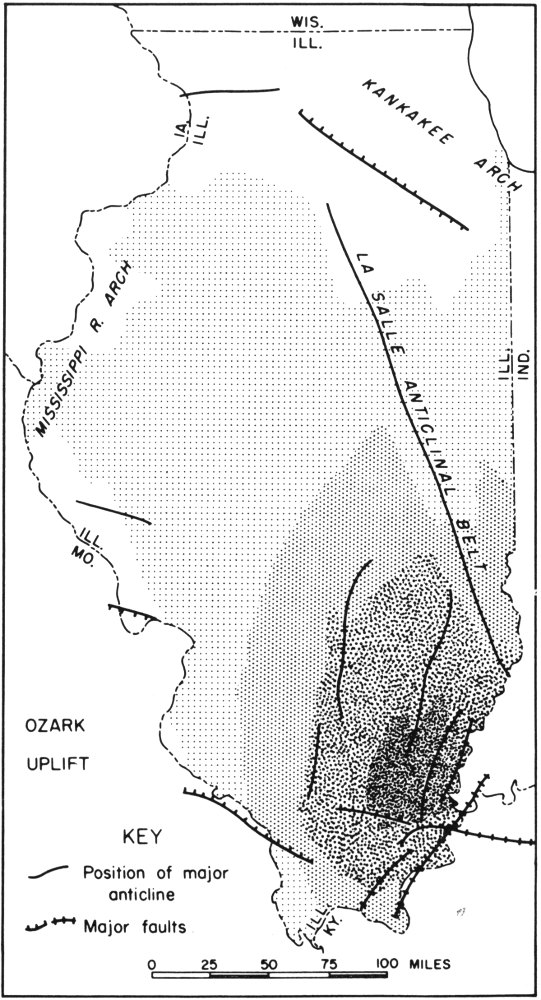 WIS.
ILL.
KANKAKEE ARCH
IA.
ILL.
MISSISSIPPI R. ARCH
LA SALLE ANTICLINAL BELT
ILL.
IND.
ILL.
MO.
OZARK
UPLIFT
KEY
Position of major
anticline
Major faults
ILL.
KY.
0 25 50 75 100 MILES